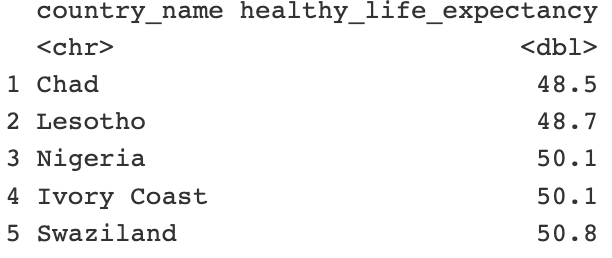 country_name healthy_life_expectancy
<chr> <dbl>
1 Chad 48.5
2 Lesotho 48.7
3 Nigeria 50.1
4 Ivory Coast 50.1
5 Swaziland 50.8